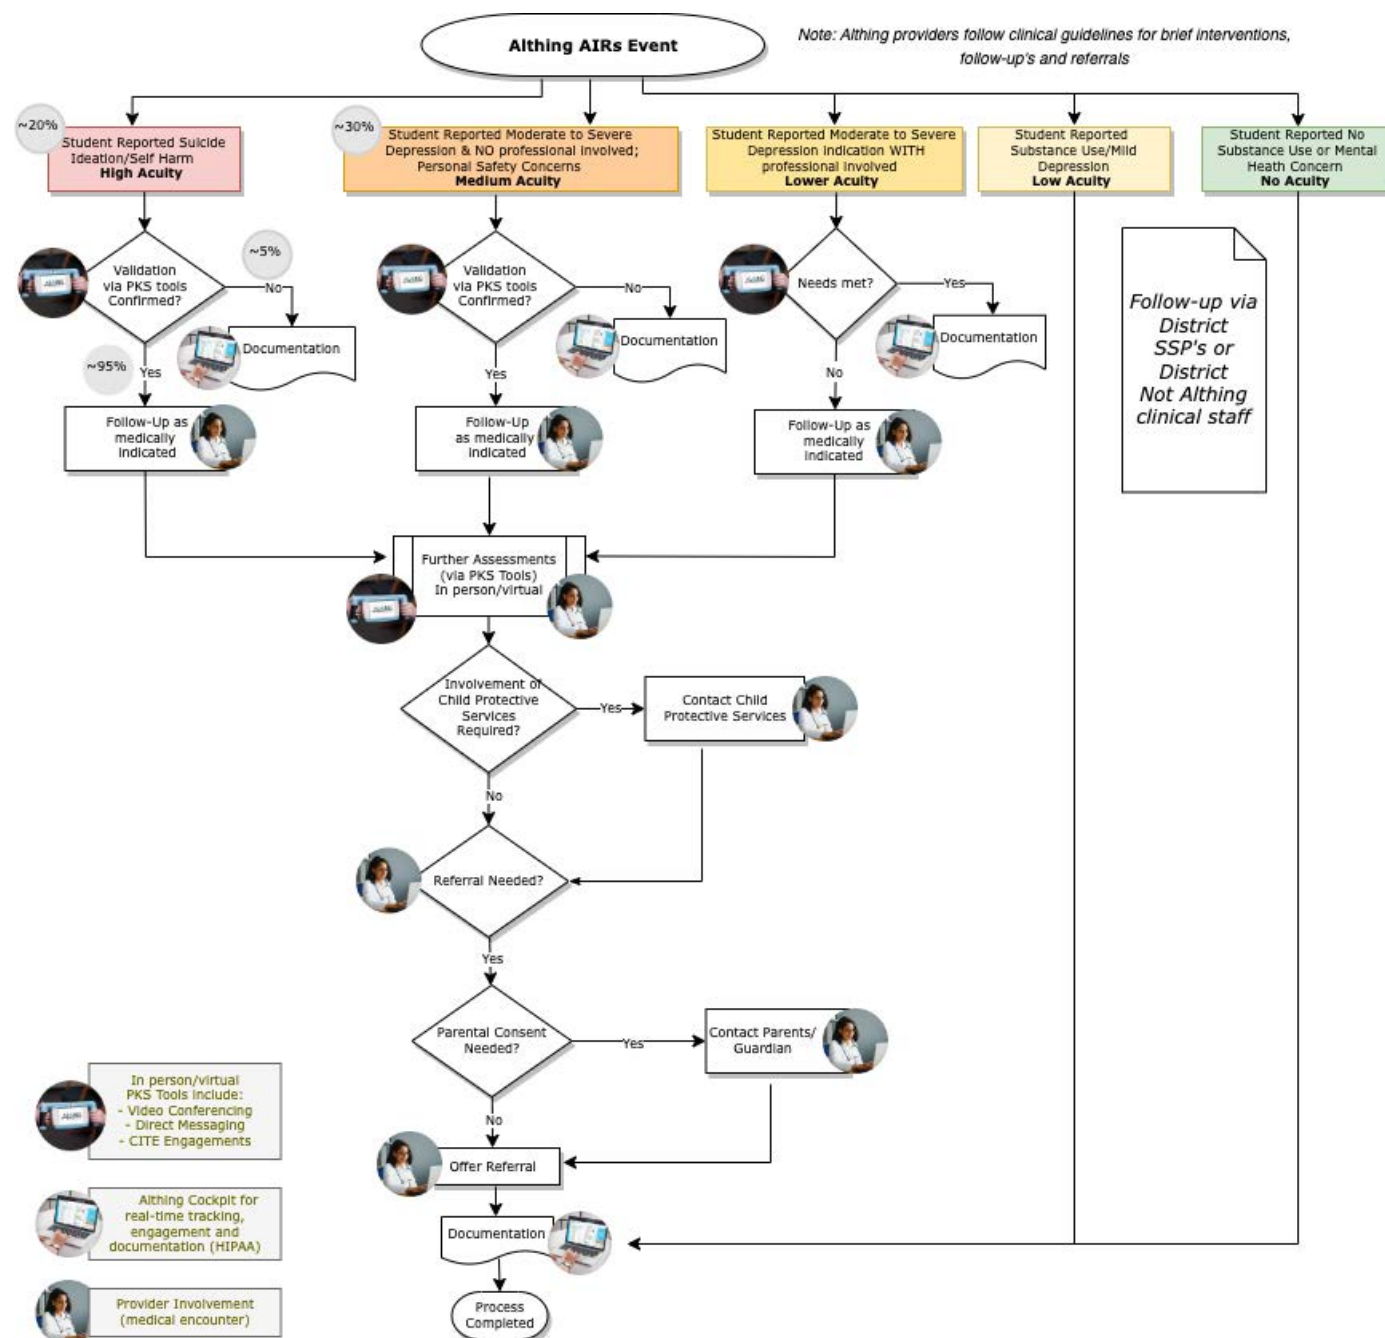 Althing AIRs Event
Note: Althing providers follow clinical guidelines for brief interventions,
follow-up's and referrals
~20%
Student Reported Suicide
Ideation/Self Harm
High Acuity
~30%
Student Reported Moderate to Severe
Depression & NO professional involved;
Personal Safety Concerns
Medium Acuity
Student Reported Moderate to Severe
Depression indication WITH
professional involved
Lower Acuity
Student Reported
Substance Use/Mild
Depression
Low Acuity
Student Reported No
Substance Use or Mental
Heath Concern
No Acuity
Validation
via PKS tools
Confirmed?
~5%
No
Documentation
~95%
Yes
Follow-Up as
medically
indicated
Validation
via PKS tools
Confirmed?
No
Documentation
Yes
Follow-Up
as medically
indicated
Needs met?
Yes
Documentation
No
Follow-Up as
medically
indicated
Follow-up via
District
SSP's or
District
Not Althing
clinical staff
Further Assessments
(via PKS Tools)
In person/virtual
Involvement of
Child Protective
Services
Required?
Yes
Contact Child
Protective Services
No
Referral Needed?
Yes
Parental Consent
Needed?
Yes
Contact Parents/
Guardian
No
Offer Referral
Documentation
Process
Completed
In person/virtual
PKS Tools include:
- Video Conferencing
- Direct Messaging
- CITE Engagements
Althing Cockpit for
real-time tracking,
engagement and
documentation (HIPAA)
Provider Involvement
(medical encounter)